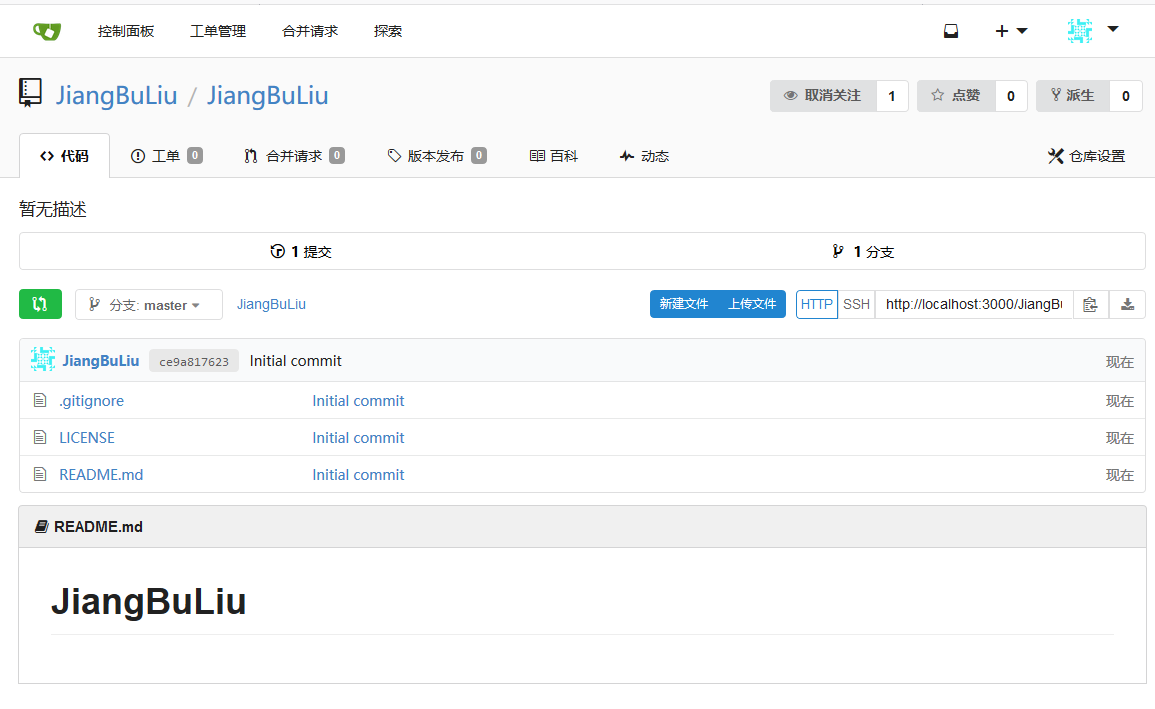 控制面板 工单管理 合并请求 探索
JiangBuLiu / JiangBuLiu 取消关注 1 点赞 0 派生 0
代码 工单 0 合并请求 0 版本发布 0 百科 动态 仓库设置
暂无描述
1 提交 1 分支
分支: master JiangBuLiu 新建文件 上传文件 HTTP SSH http://localhost:3000/JiangBu
JiangBuLiu ce9a817623 Initial commit 现在
.gitignore Initial commit 现在
LICENSE Initial commit 现在
README.md Initial commit 现在
README.md
JiangBuLiu